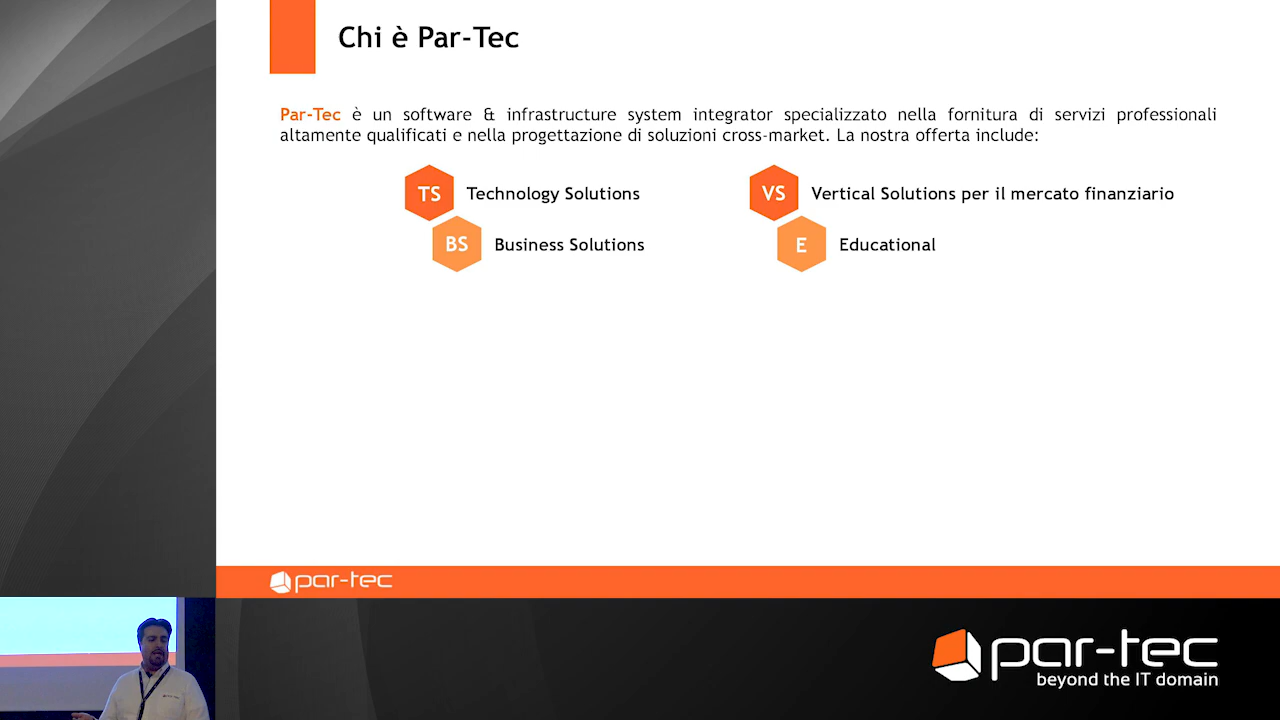 Chi è Par-Tec
Par-Tec è un software & infrastructure system integrator specializzato nella fornitura di servizi professionali
altamente qualificati e nella progettazione di soluzioni cross-market. La nostra offerta include:
TS Technology Solutions
VS Vertical Solutions per il mercato finanziario
BS Business Solutions
E Educational
par-tec
par-tec
beyond the IT domain